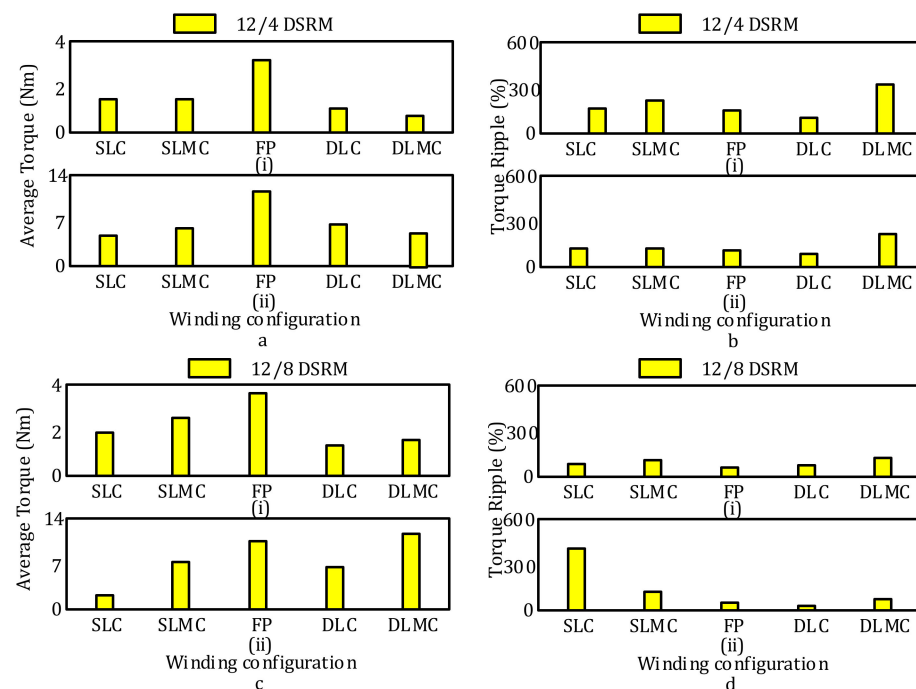 12/4 DSRM
Average Torque (Nm)
4
2
0
SLC SLMC FP DLC DLMC
(i)
14
7
0
SLC SLMC FP DLC DLMC
(ii)
Winding configuration
a
12/4 DSRM
Torque Ripple (%)
600
300
0
SLC SLMC FP DLC DLMC
(i)
600
300
0
SLC SLMC FP DLC DLMC
(ii)
Winding configuration
b
12/8 DSRM
Average Torque (Nm)
4
2
0
SLC SLMC FP DLC DLMC
(i)
14
7
0
SLC SLMC FP DLC DLMC
(ii)
Winding configuration
c
12/8 DSRM
Torque Ripple (%)
600
300
0
SLC SLMC FP DLC DLMC
(i)
600
300
0
SLC SLMC FP DLC DLMC
(ii)
Winding configuration
d